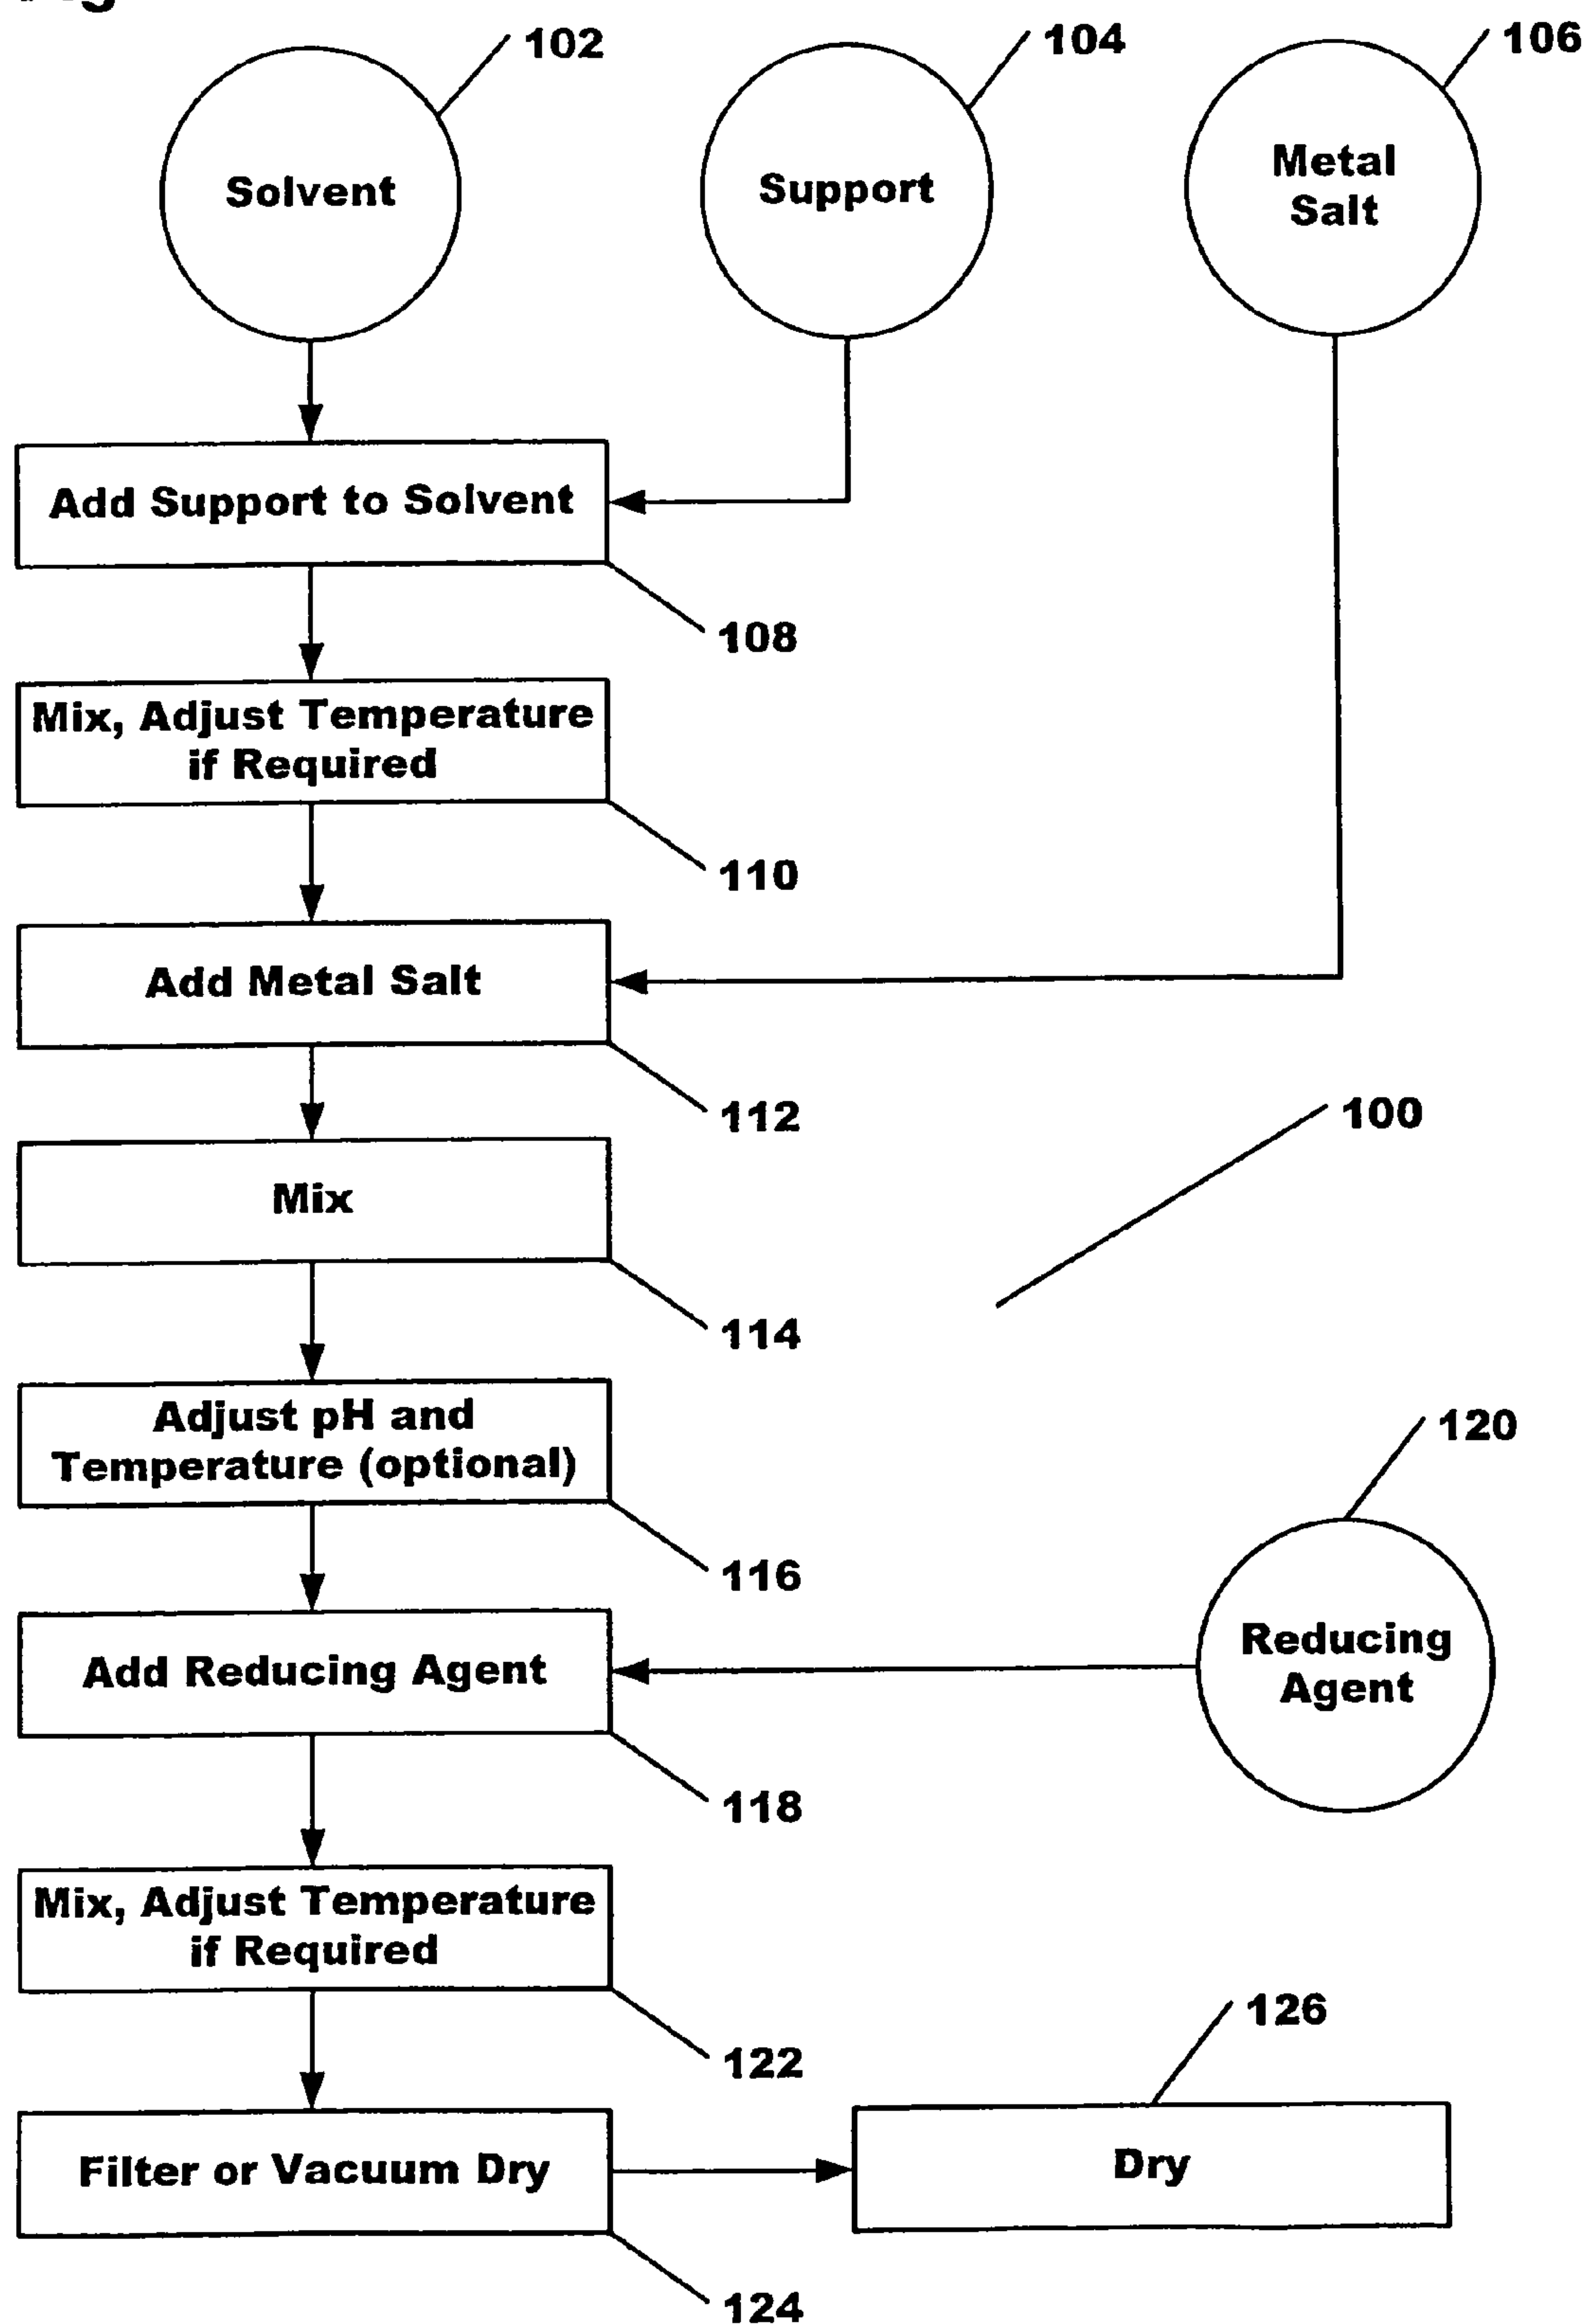 102
104
106
Solvent
Support
Metal
Salt
Add Support to Solvent
108
Mix, Adjust Temperature
if Required
110
Add Metal Salt
112
100
Mix
114
Adjust pH and
Temperature (optional)
120
116
Add Reducing Agent
Reducing
Agent
118
Mix, Adjust Temperature
if Required
126
122
Filter or Vacuum Dry
Dry
124